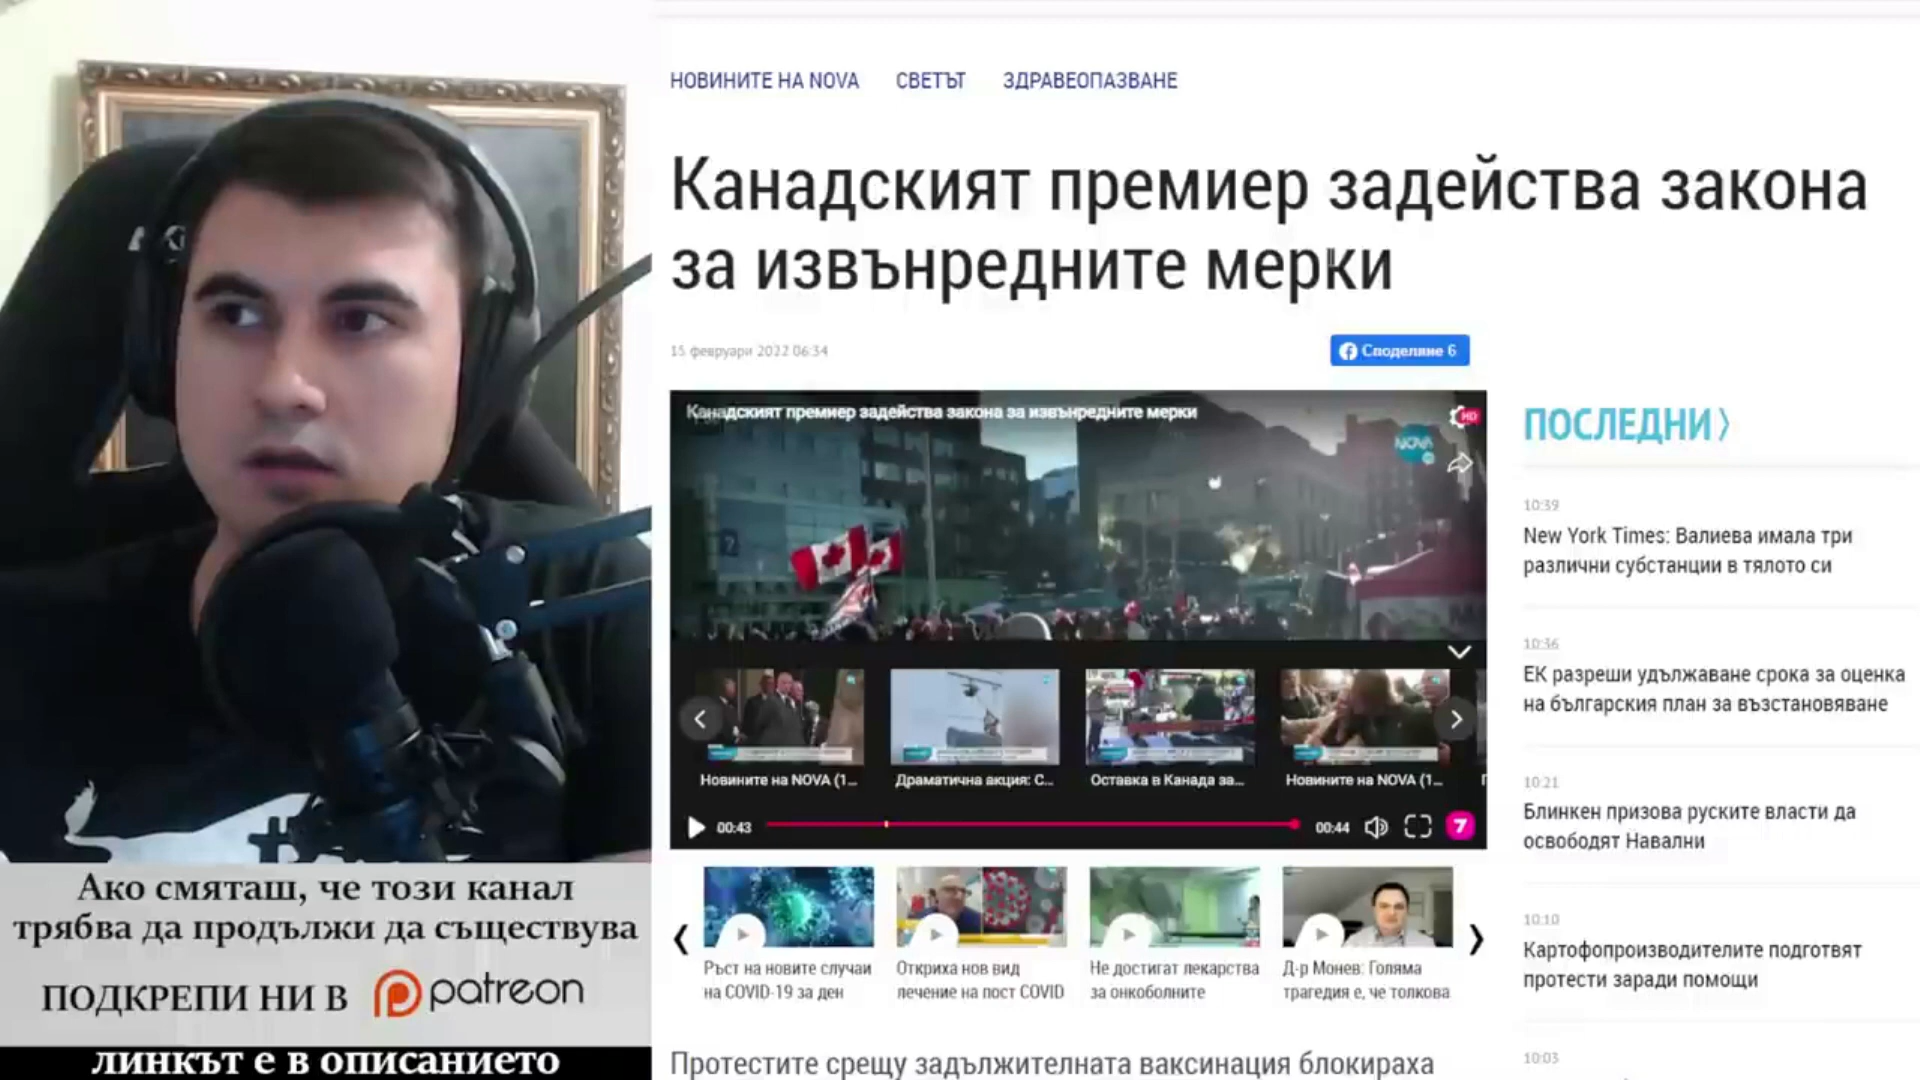 НОВИНИТЕ НА NOVA СВЕТЪТ ЗДРАВЕОПАЗВАНЕ
Канадският премиер задейства закона
за извънредните мерки
15 февруари 2022 06:34
Споделяне 6
Канадският премиер задейства закона за извънредните мерки
HD
NOVA
Новините на NOVA (1...
Драматична акция: С...
Оставка в Канада за...
Новините на NOVA (1...
00:43
00:44
7
Ръст на новите случаи
на COVID-19 за ден
Откриха нов вид
лечение на пост COVID
Не достигат лекарства
за онкоболните
Д-р Монев: Голяма
трагедия е, че толкова
Протестите срещу задължителната ваксинация блокираха
ПОСЛЕДНИ
10:39
New York Times: Валиева имала три
различни субстанции в тялото си
10:36
ЕК разреши удължаване срока за оценка
на българския план за възстановяване
10:21
Блинкен призова руските власти да
освободят Навални
10:10
Картофопроизводителите подготвят
протести заради помощи
10:03
Ако смяташ, че този канал
трябва да продължи да съществува
ПОДКРЕПИ НИ В patreon
линкът е в описанието